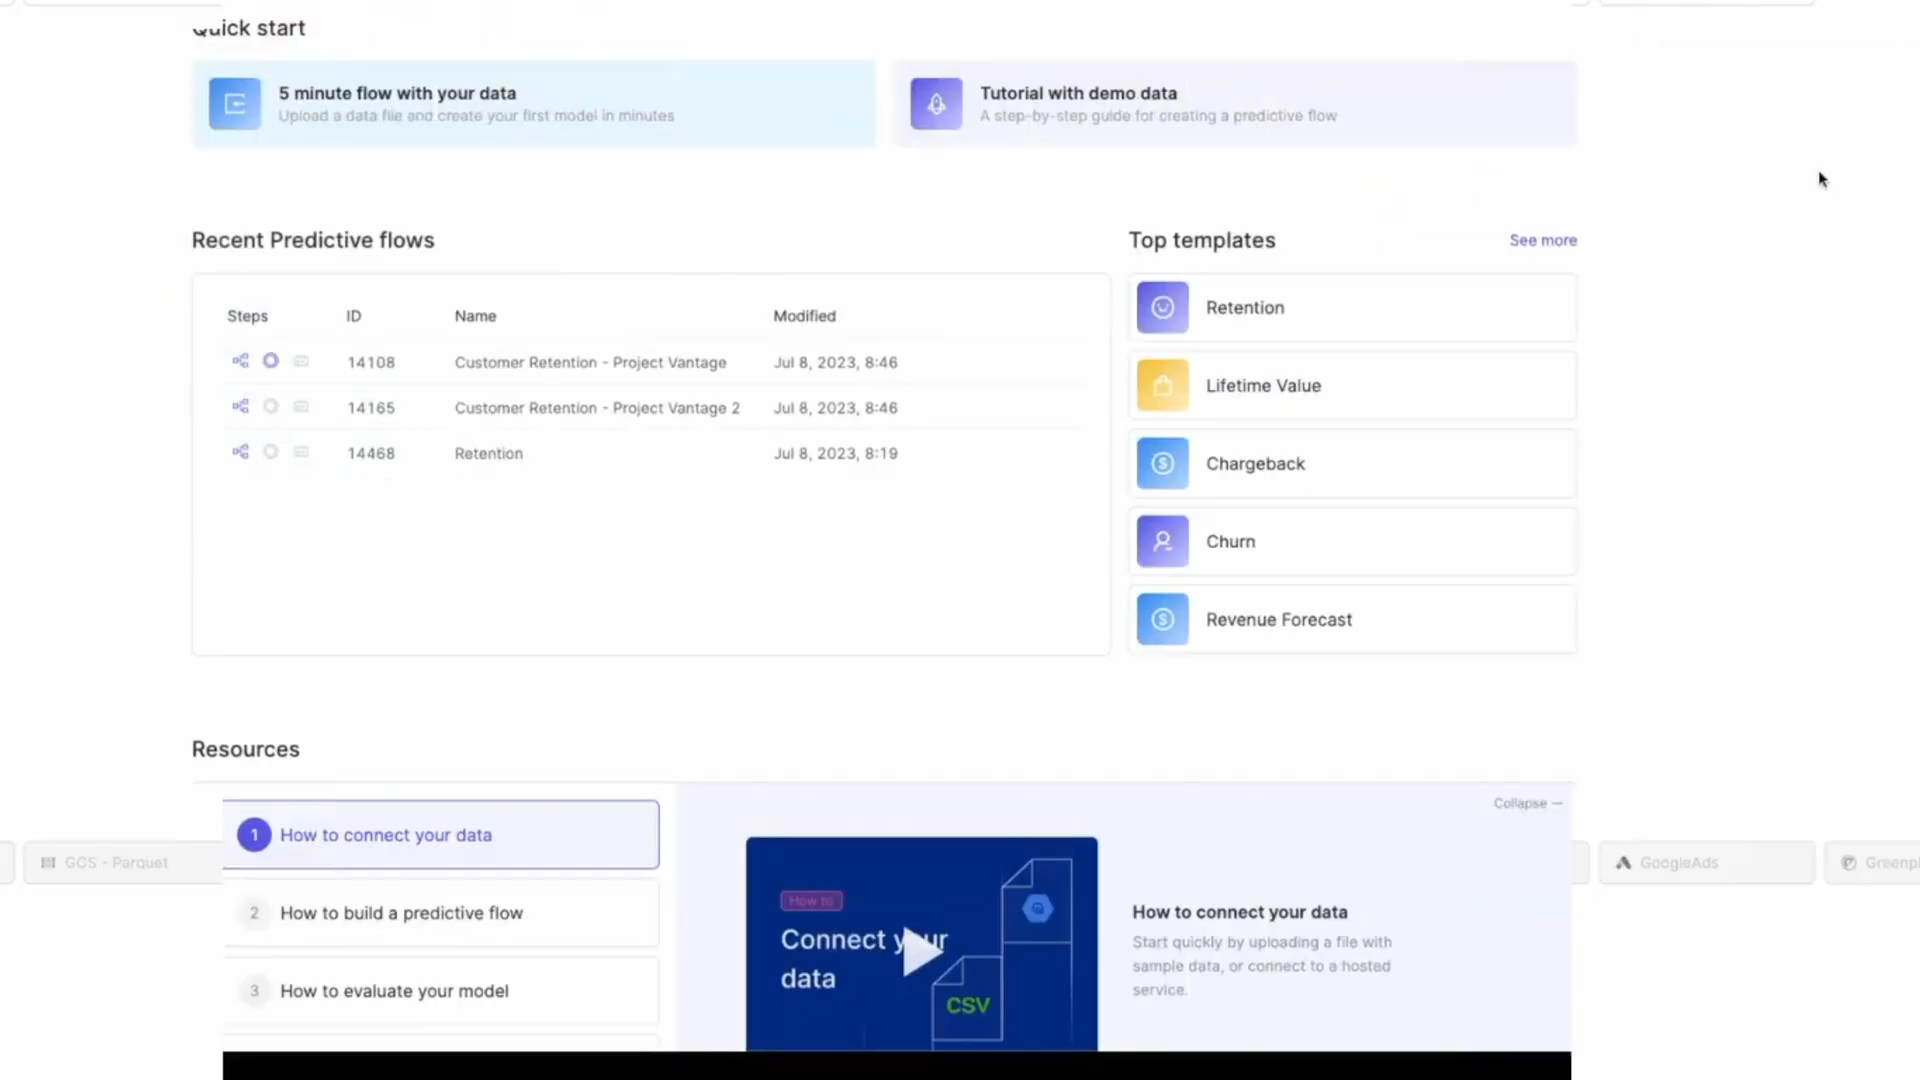 Quick start
5 minute flow with your data
Upload a data file and create your first model in minutes
Tutorial with demo data
A step-by-step guide for creating a predictive flow
Recent Predictive flows
Steps ID Name Modified
14108 Customer Retention - Project Vantage Jul 8, 2023, 8:46
14165 Customer Retention - Project Vantage 2 Jul 8, 2023, 8:46
14468 Retention Jul 8, 2023, 8:19
Top templates
See more
Retention
Lifetime Value
Chargeback
Churn
Revenue Forecast
Resources
1 How to connect your data
2 How to build a predictive flow
3 How to evaluate your model
Collapse —
How to
Connect your
data
CSV
How to connect your data
Start quickly by uploading a file with
sample data, or connect to a hosted
service.
GCS - Parquet
GoogleAds